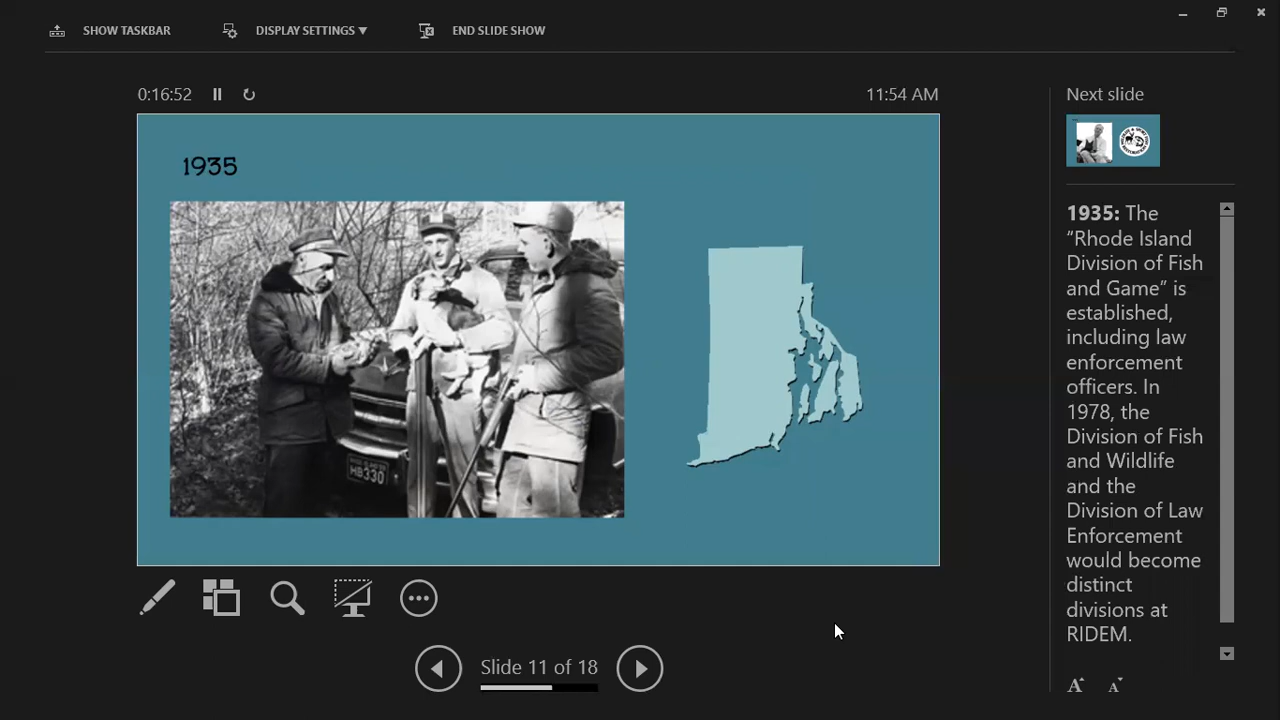 SHOW TASKBAR
DISPLAY SETTINGS ▼
END SLIDE SHOW
0:16:52
11:54 AM
Next slide
1935
HB330
1935: The
“Rhode Island
Division of Fish
and Game” is
established,
including law
enforcement
officers. In
1978, the
Division of Fish
and Wildlife
and the
Division of Law
Enforcement
would become
distinct
divisions at
RIDEM.
Slide 11 of 18
A A